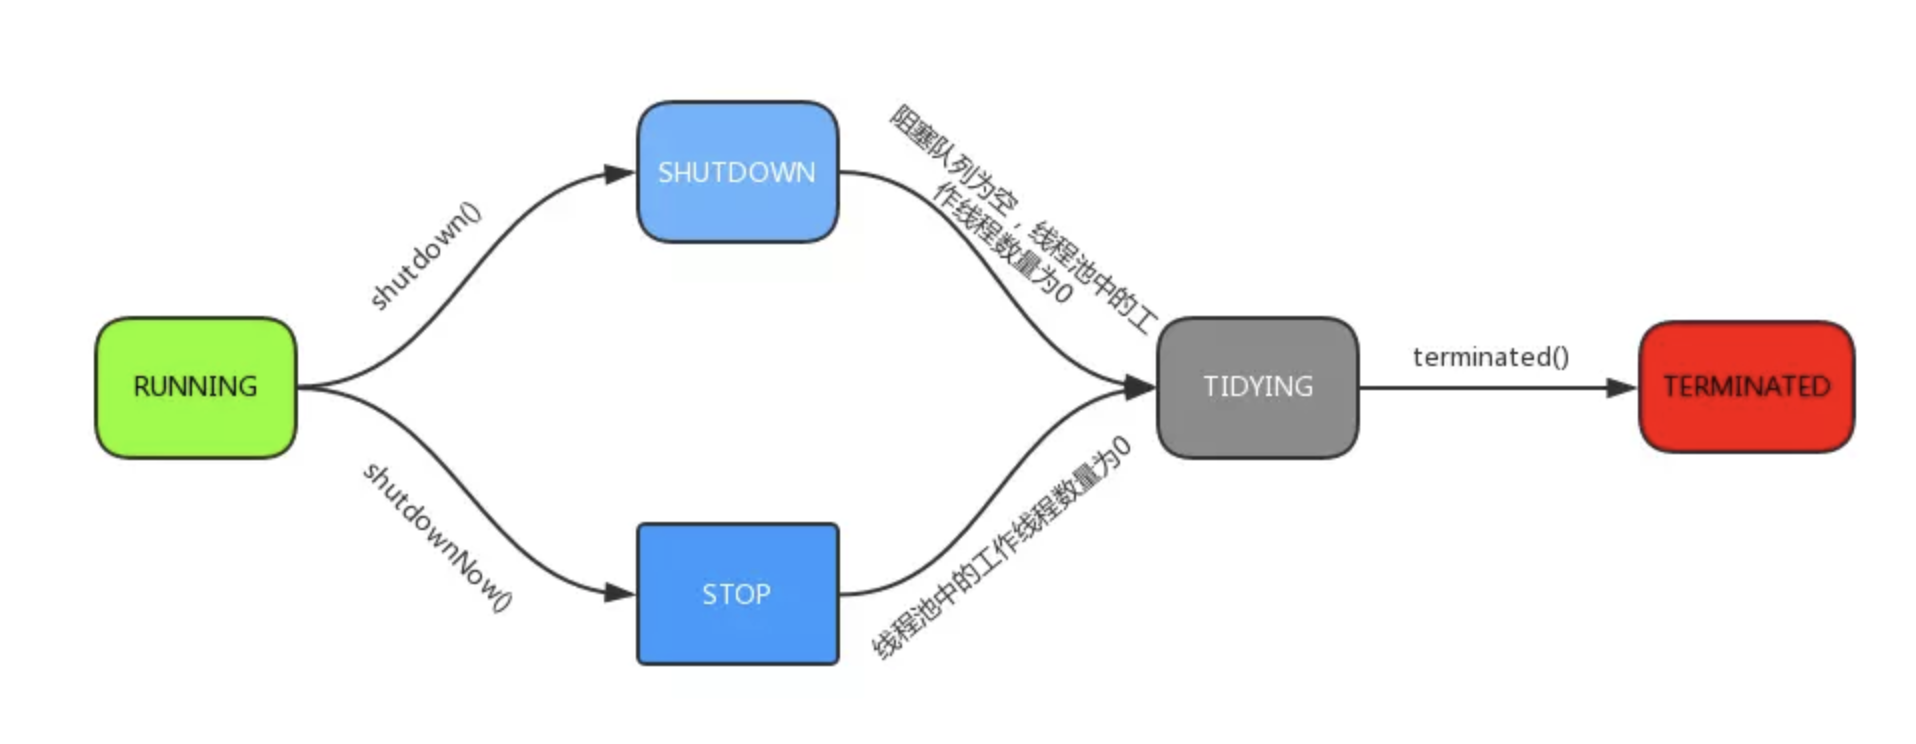 RUNNING
shutdown()
shutdownNow()
SHUTDOWN
STOP
阻塞队列为空，线程池中的工
作线程数量为0
线程池中的工作线程数量为0
TIDYING
terminated()
TERMINATED